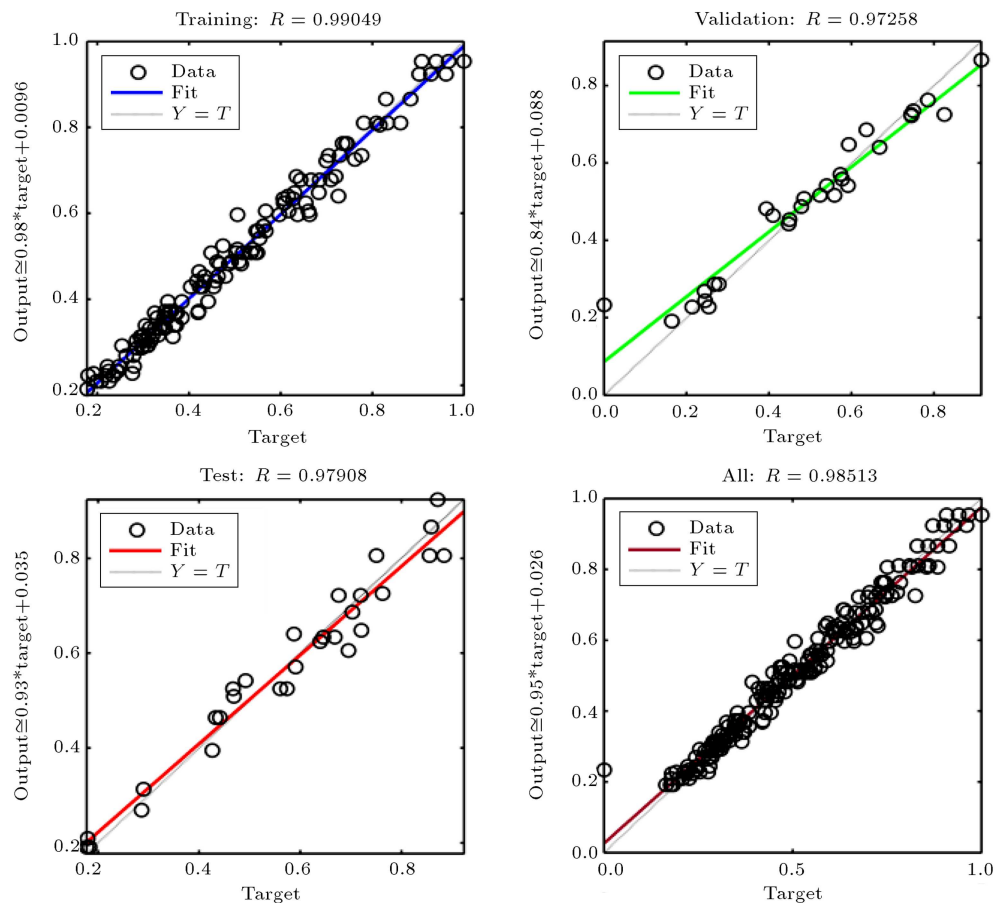 Training: R = 0.99049
Output≅0.98*target+0.0096
1.0
0.8
0.6
0.4
0.2
Data
Fit
Y = T
0.2
0.4
0.6
0.8
1.0
Target
Validation: R = 0.97258
Output≅0.84*target+0.088
0.8
0.6
0.4
0.2
0.0
Data
Fit
Y = T
0.0
0.2
0.4
0.6
0.8
Target
Test: R = 0.97908
Output≅0.93*target+0.035
0.8
0.6
0.4
0.2
Data
Fit
Y = T
0.2
0.4
0.6
0.8
Target
All: R = 0.98513
Output≅0.95*target+0.026
1.0
0.8
0.6
0.4
0.2
0.0
Data
Fit
Y = T
0.0
0.5
1.0
Target